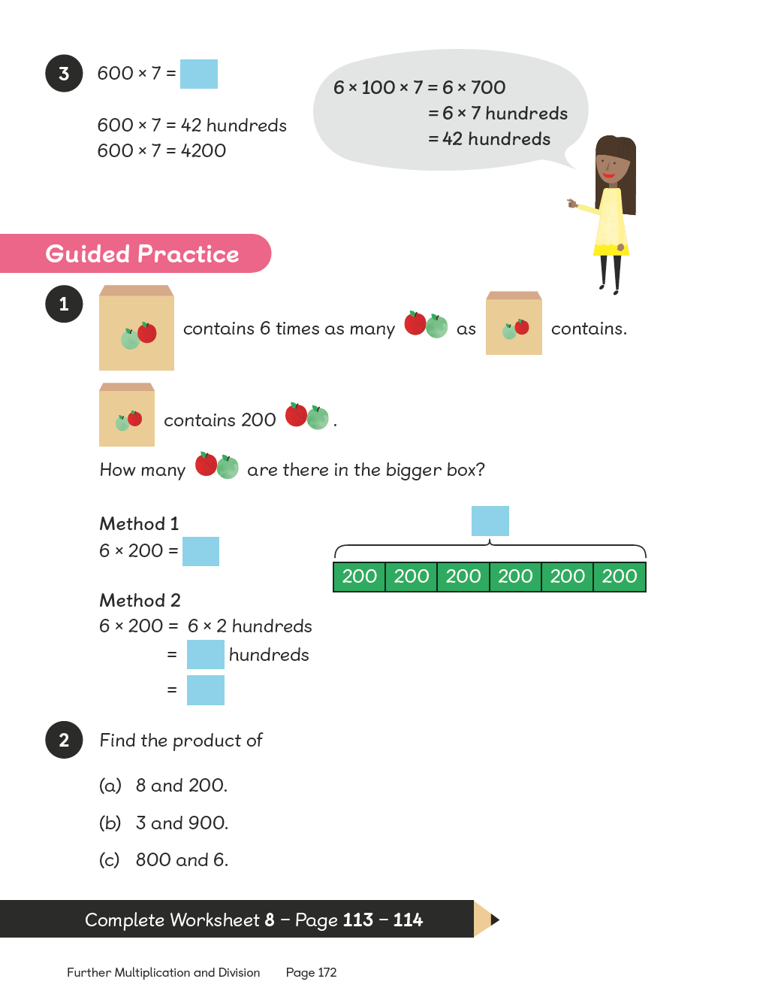 3
600 × 7 =
6 × 100 × 7 = 6 × 700
= 6 × 7 hundreds
= 42 hundreds
600 × 7 = 42 hundreds
600 × 7 = 4200
Guided Practice
1
contains 6 times as many as contains.
contains 200 .
How many are there in the bigger box?
Method 1
6 × 200 =
200 200 200 200 200 200
Method 2
6 × 200 = 6 × 2 hundreds
= hundreds
=
2 Find the product of
(a) 8 and 200.
(b) 3 and 900.
(c) 800 and 6.
Complete Worksheet 8 – Page 113 – 114
Further Multiplication and Division Page 172